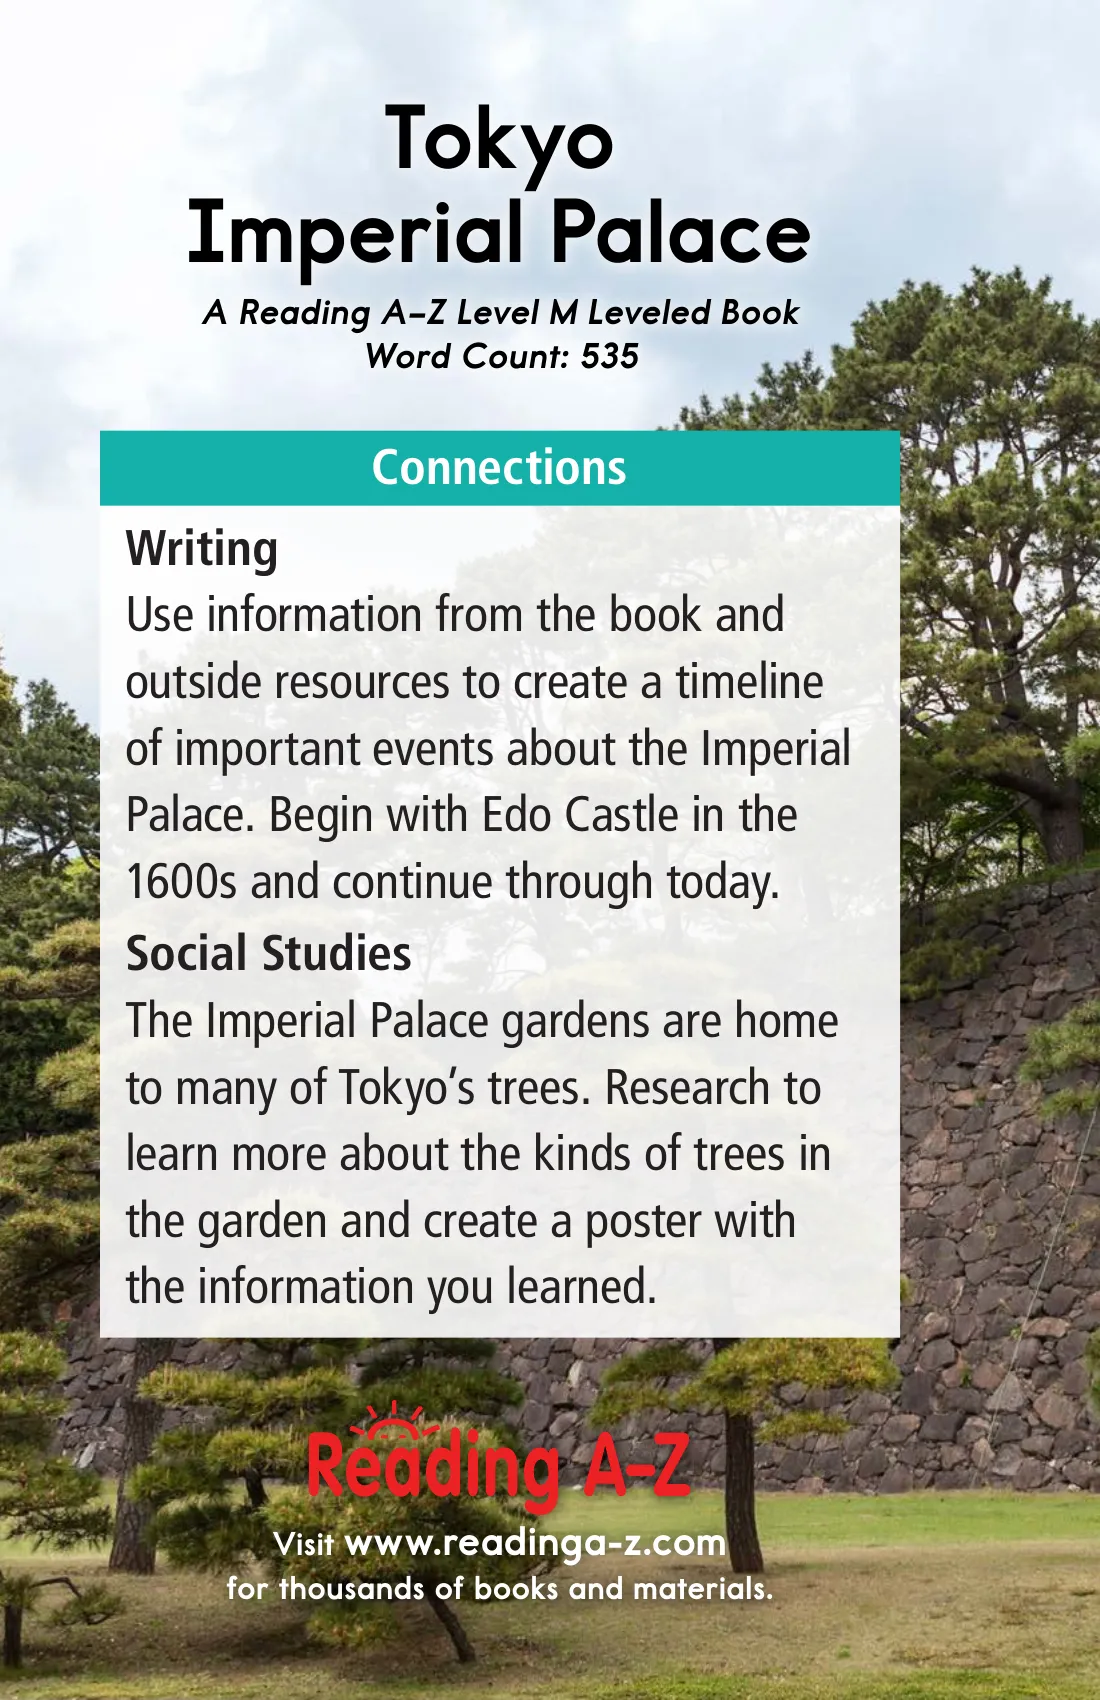 Tokyo
Imperial Palace
A Reading A–Z Level M Leveled Book
Word Count: 535
Connections
Writing
Use information from the book and
outside resources to create a timeline
of important events about the Imperial
Palace. Begin with Edo Castle in the
1600s and continue through today.
Social Studies
The Imperial Palace gardens are home
to many of Tokyo’s trees. Research to
learn more about the kinds of trees in
the garden and create a poster with
the information you learned.
Reading A–Z
Visit www.readinga-z.com
for thousands of books and materials.